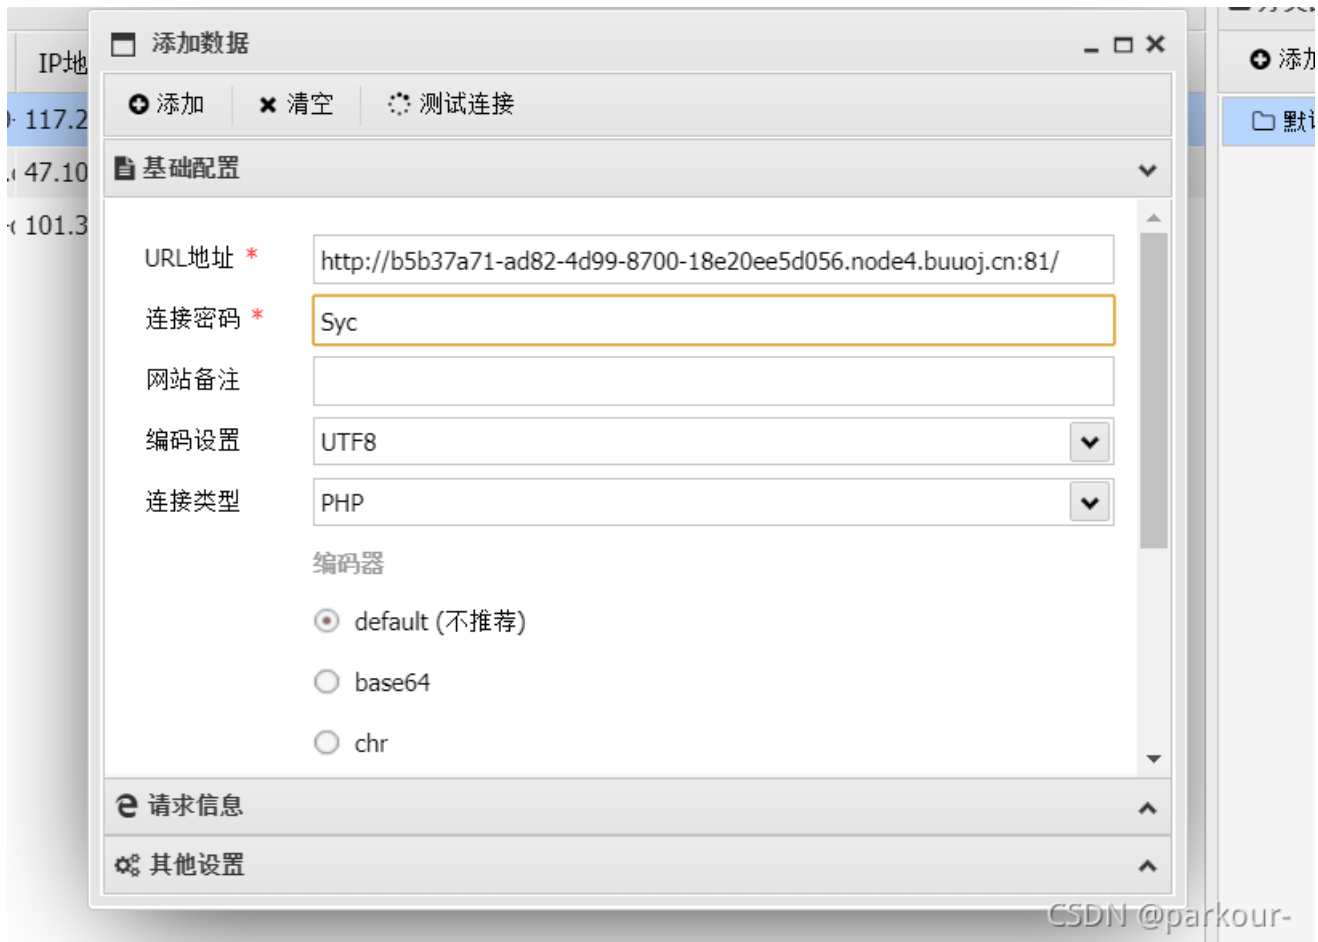 添加数据
IP地
添加 清空 测试连接
添加
117.2
47.10
101.3
基础配置
URL地址 * http://b5b37a71-ad82-4d99-8700-18e20ee5d056.node4.buuoj.cn:81/
连接密码 * Syc
网站备注
编码设置 UTF8
连接类型 PHP
编码器
default (不推荐)
base64
chr
请求信息
其他设置
CSDN @parkour-